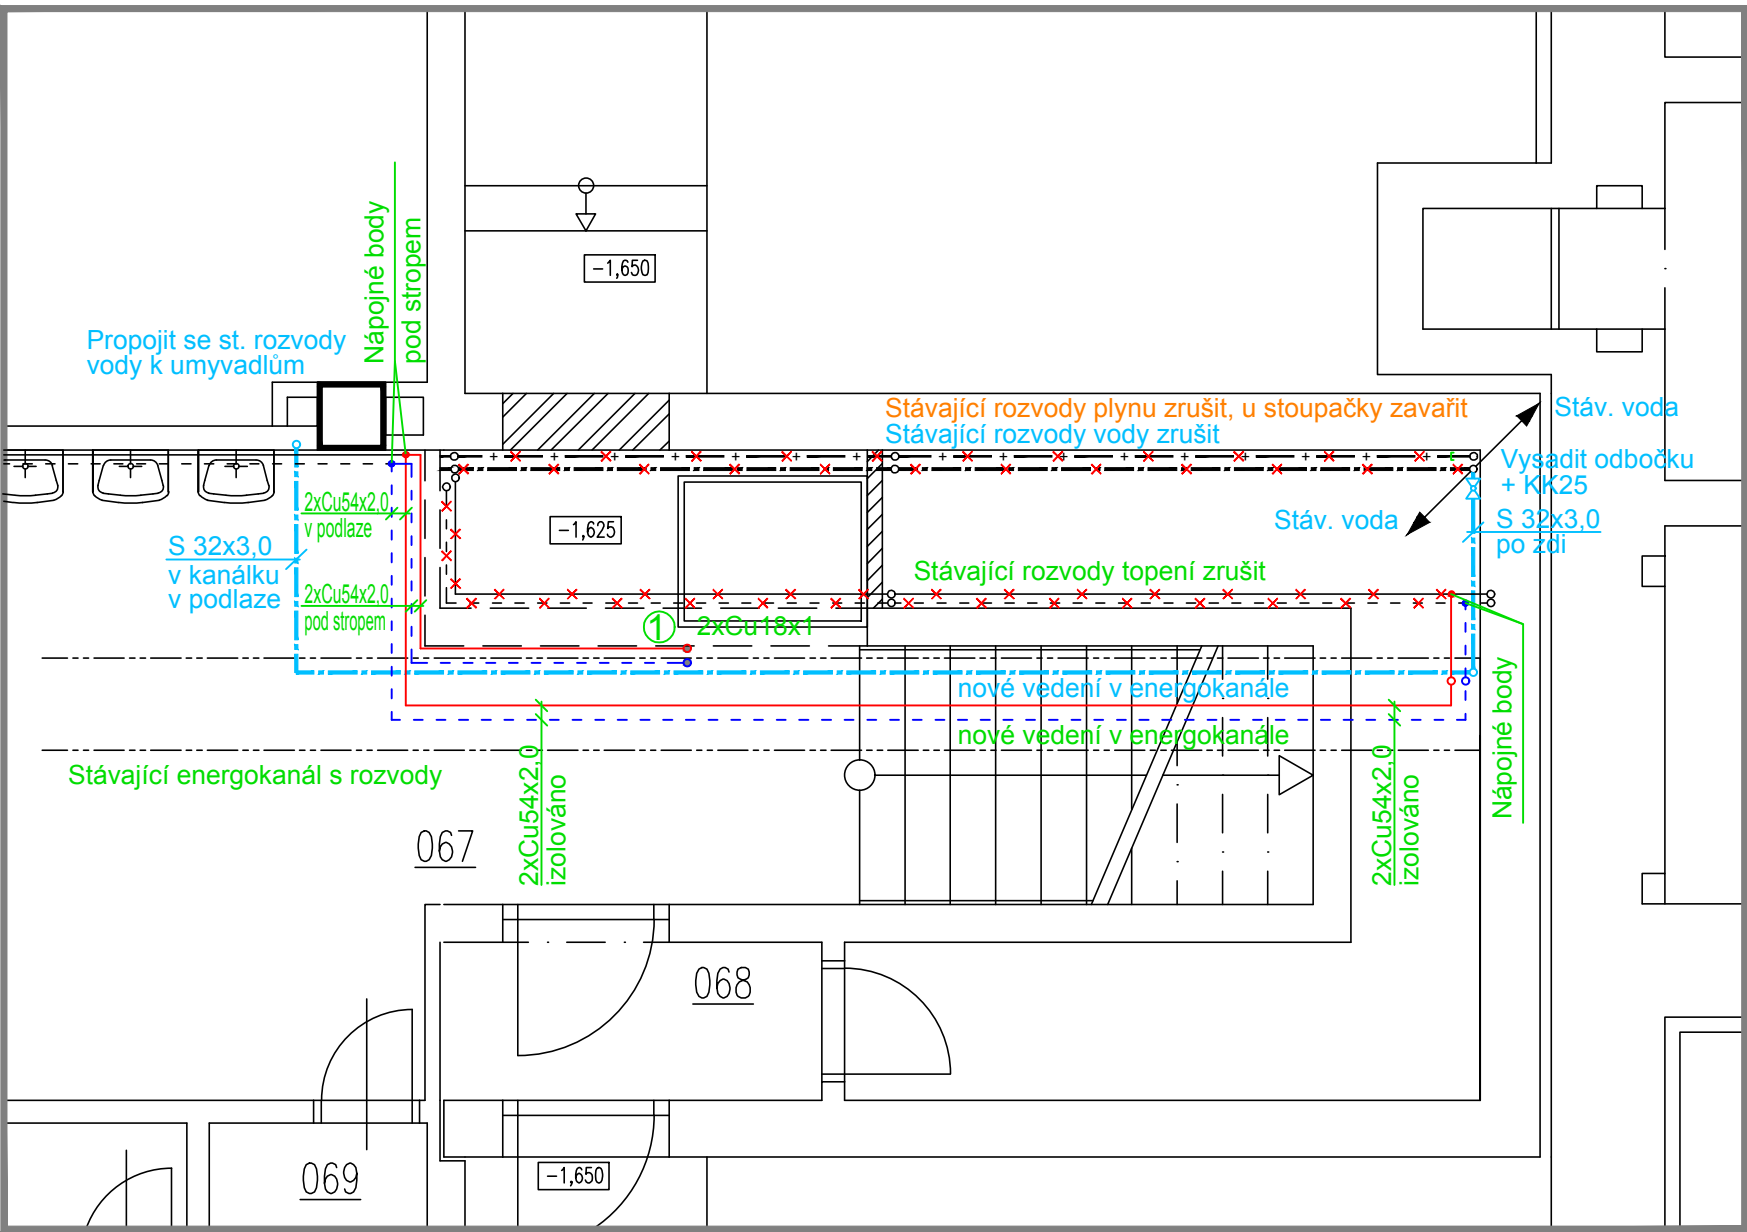 Nápojné body
pod stropem
-1,650
Propojit se st. rozvody
vody k umyvadlům
Stávající rozvody plynu zrušit, u stoupačky zavařit
Stávající rozvody vody zrušit
Stáv. voda
Vysadit odbočku
+ KK25
Stáv. voda
S 32x3,0
po zdi
2xCu54x2,0
v podlaze
-1,625
S 32x3,0
v kanálku
v podlaze
Stávající rozvody topení zrušit
2xCu54x2,0
pod stropem
1 2xCu18x1
nové vedení v energokanále
nové vedení v energokanále
Nápojné body
Stávající energokanál s rozvody
2xCu54x2,0
izolováno
2xCu54x2,0
izolováno
067
068
069
-1,650